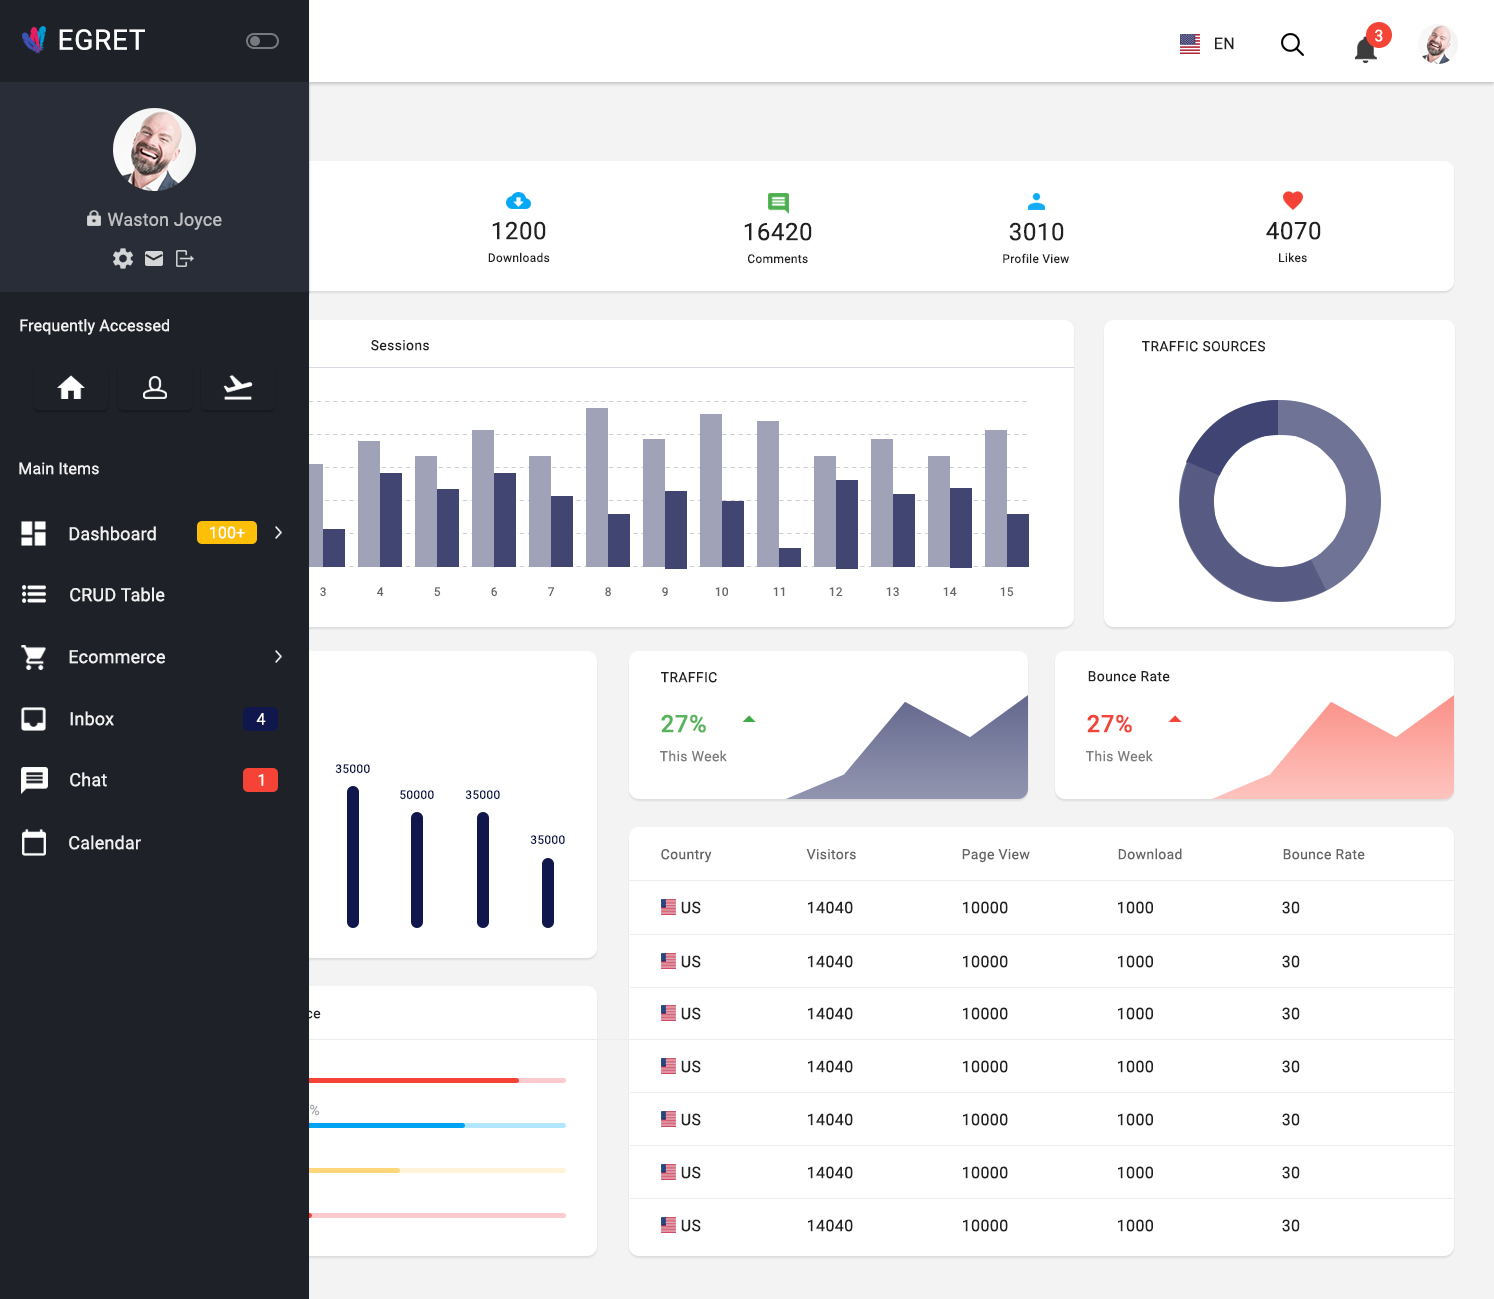 EGRET
EN
3
Waston Joyce
Frequently Accessed
Main Items
Dashboard 100+
CRUD Table
Ecommerce
Inbox 4
Chat 1
Calendar
1200
Downloads
16420
Comments
3010
Profile View
4070
Likes
Sessions
3 4 5 6 7 8 9 10 11 12 13 14 15
TRAFFIC SOURCES
35000
50000
35000
35000
TRAFFIC
27%
This Week
Bounce Rate
27%
This Week
ce
%
Country Visitors Page View Download Bounce Rate
US 14040 10000 1000 30
US 14040 10000 1000 30
US 14040 10000 1000 30
US 14040 10000 1000 30
US 14040 10000 1000 30
US 14040 10000 1000 30
US 14040 10000 1000 30